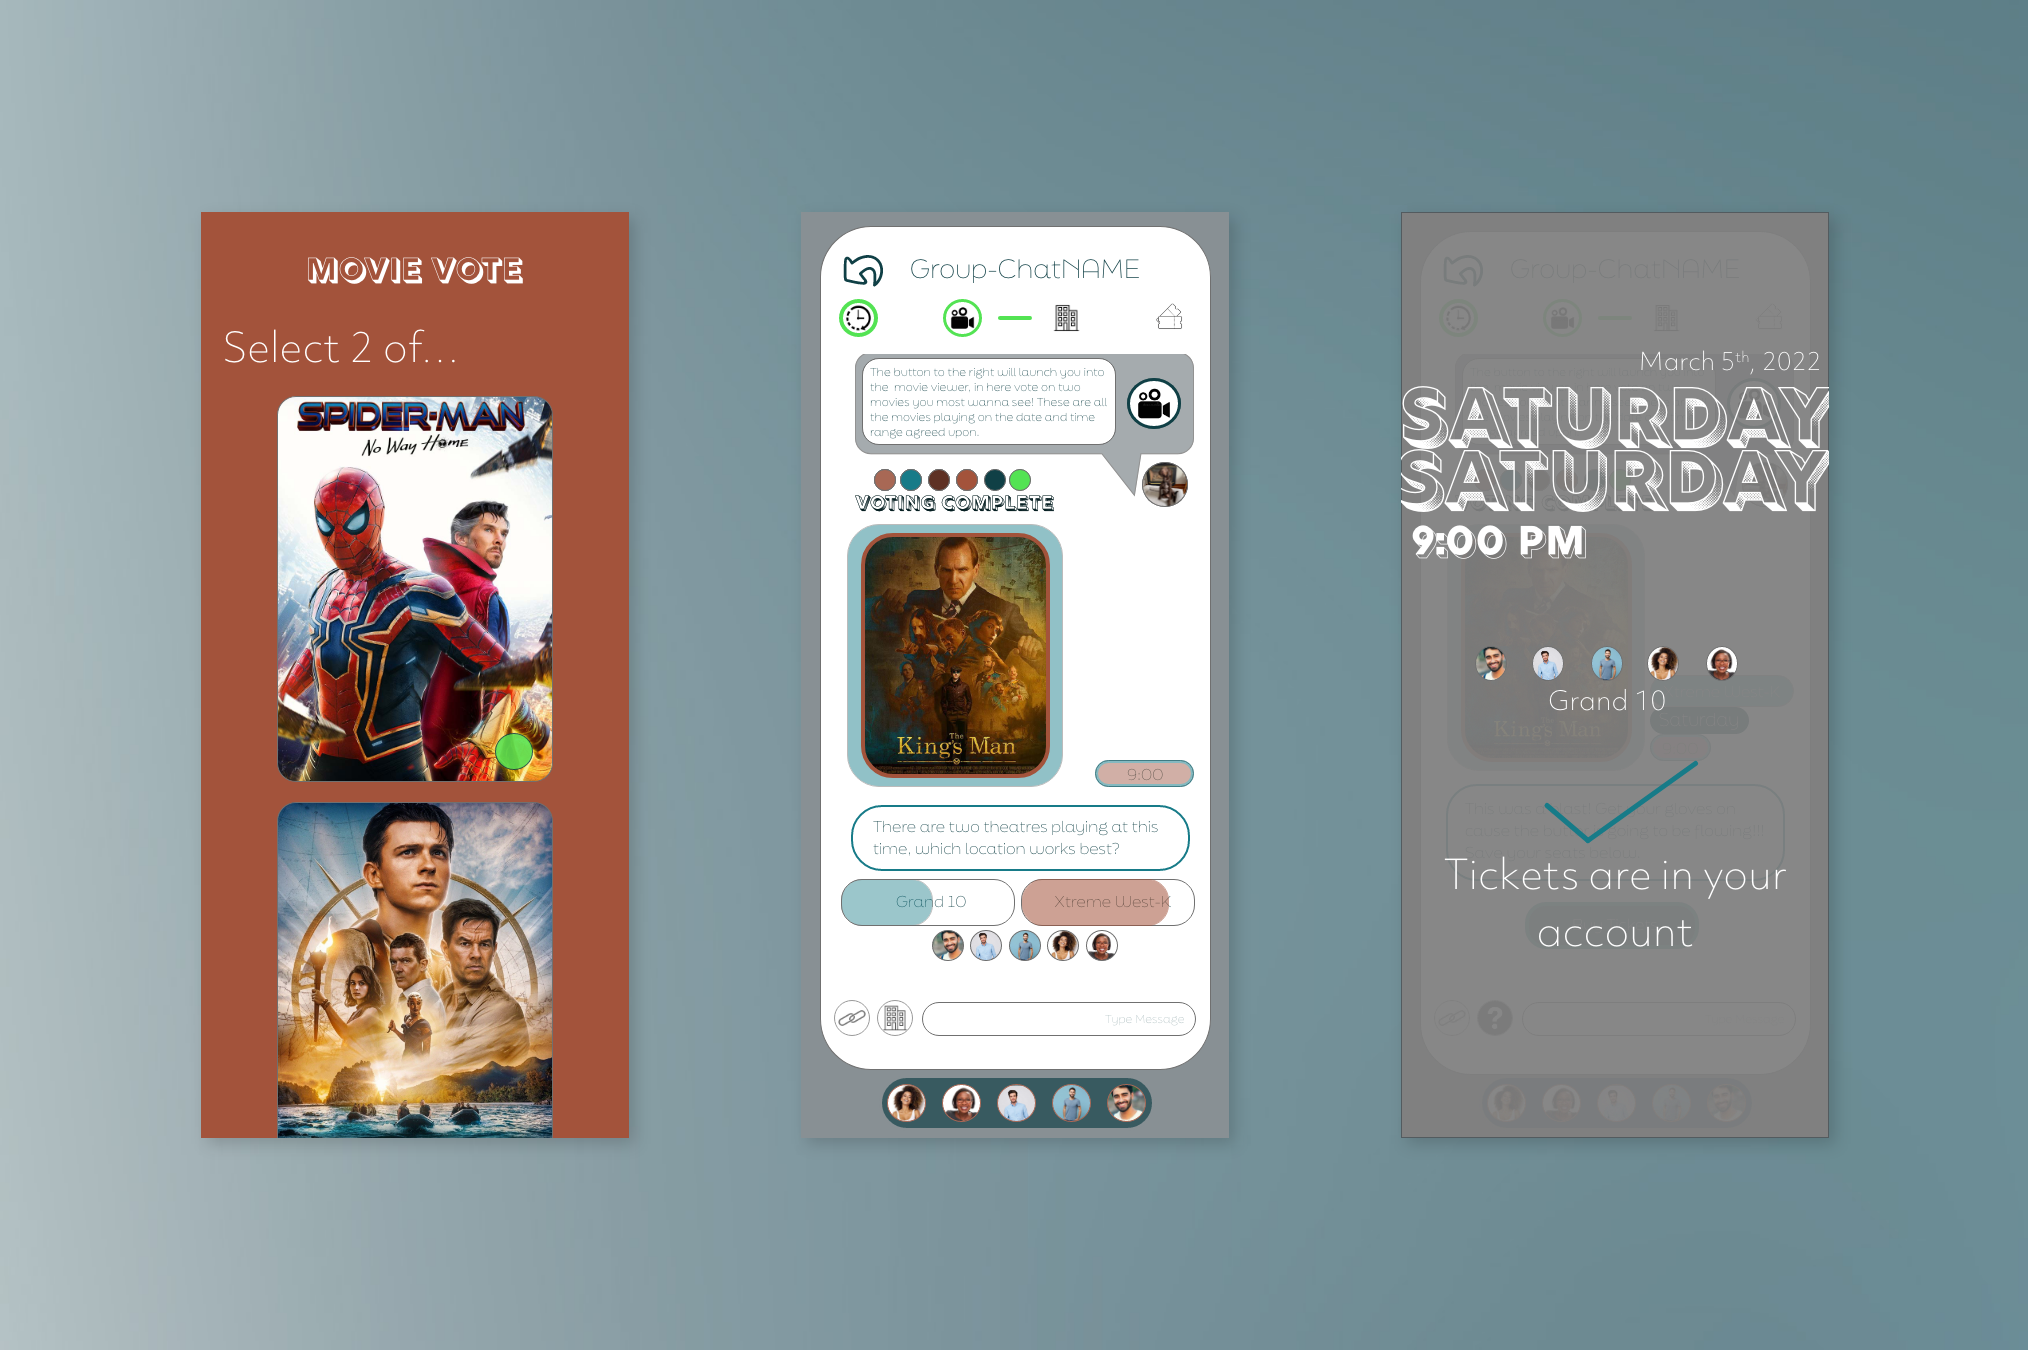 MOVIE VOTE
Select 2 of...
SPIDER-MAN
No Way Home
Group-ChatNAME
The button to the right will launch you into
the movie viewer, in here vote on two
movies you most wanna see! These are all
the movies playing on the date and time
range agreed upon.
VOTING COMPLETE
The
King's Man
9:00
There are two theatres playing at this
time, which location works best?
Grand 10
Xtreme West-K
Type Message
Group-ChatNAME
March 5th, 2022
SATURDAY
SATURDAY
9:00 PM
Grand 10
King's Man
Tickets are in your
account
?